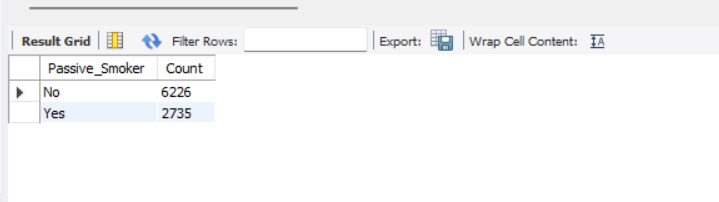 Result Grid Filter Rows: Export: Wrap Cell Content:
Passive_Smoker Count
No 6226
Yes 2735